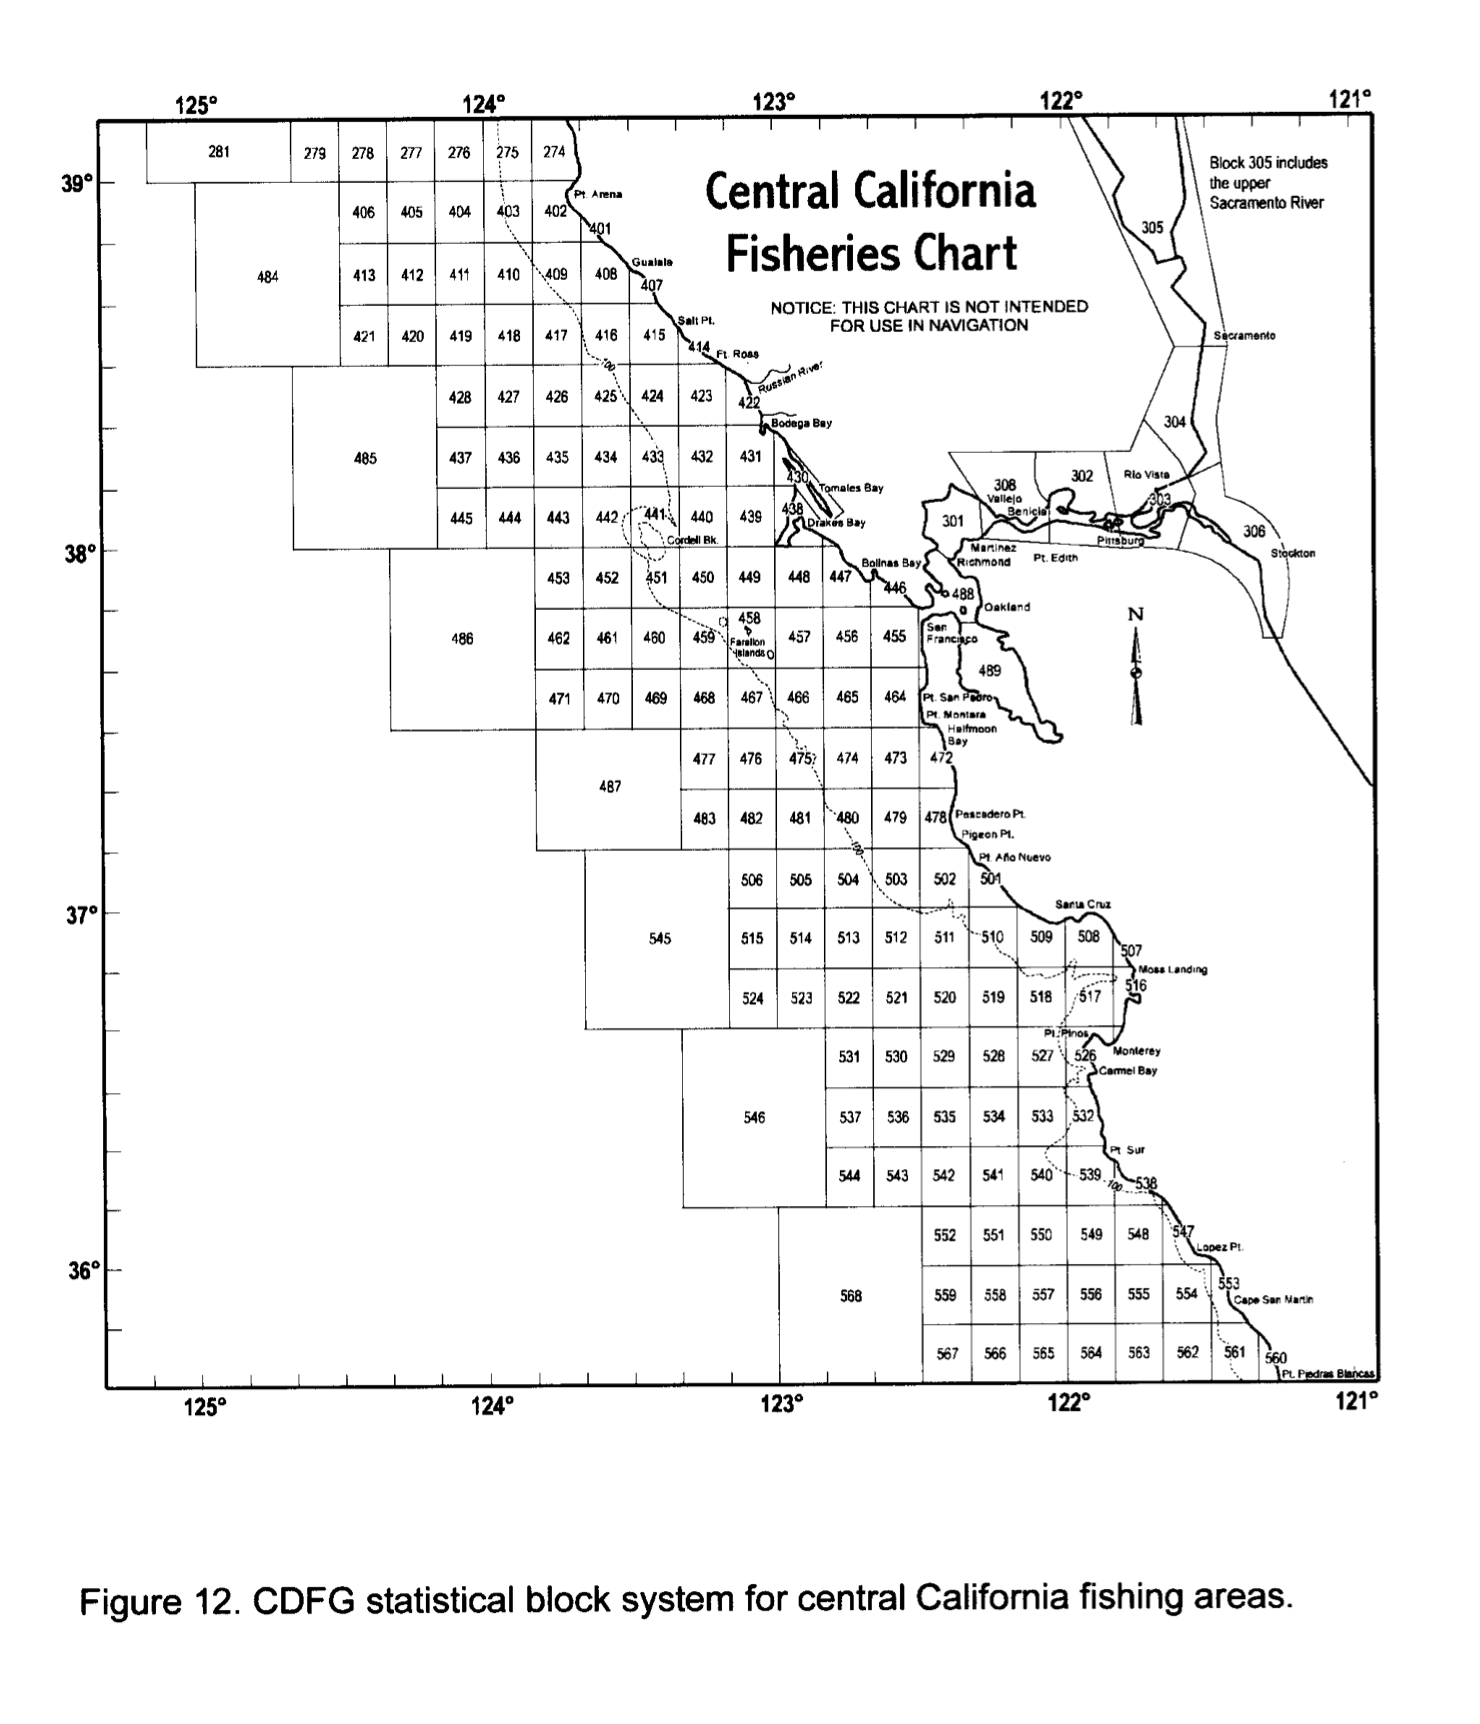 125° 124° 123° 122° 121°
281 279 278 277 276 275 274
Block 305 includes
the upper
Sacramento River
39°
Central California
Fisheries Chart
Pt. Arena
406 405 404 403 402 401
305
Gualala
484 413 412 411 410 409 408 407
NOTICE: THIS CHART IS NOT INTENDED
FOR USE IN NAVIGATION
Salt Pt.
421 420 419 418 417 416 415 414
Sacramento
Ft. Ross
100
Russian River
428 427 426 425 424 423 422
Bodega Bay
304
485 437 436 435 434 433 432 431 430
Tomales Bay
308 302 Rio Vista
Vallejo
Benicia
303
445 444 443 442 441 440 439 438
Drakes Bay
301
306
Cordell Bk.
Pittsburg
38°
Martinez
Richmond
Pt. Edith
Stockton
Bolinas Bay
453 452 451 450 449 448 447 446
488
Oakland
N
458
San
Francisco
486 462 461 460 459 457 456 455
Farallon
Islands
489
471 470 469 468 467 466 465 464
Pt. San Pedro
Pt. Montara
Halfmoon
Bay
477 476 475 474 473 472
487
483 482 481 480 479 478
Pescadero Pt.
Pigeon Pt.
100
Pt. Año Nuevo
506 505 504 503 502 501
Santa Cruz
37°
545 515 514 513 512 511 510 509 508 507
Moss Landing
524 523 522 521 520 519 518 517 516
Pt. Pinos
Monterey
531 530 529 528 527 526
Carmel Bay
546 537 536 535 534 533 532
Pt. Sur
544 543 542 541 540 539 538
100
552 551 550 549 548 547
Lopez Pt.
36°
568 559 558 557 556 555 554 553
Cape San Martin
567 566 565 564 563 562 561 560
Pt. Piedras Blancas
125° 124° 123° 122° 121°
Figure 12. CDFG statistical block system for central California fishing areas.